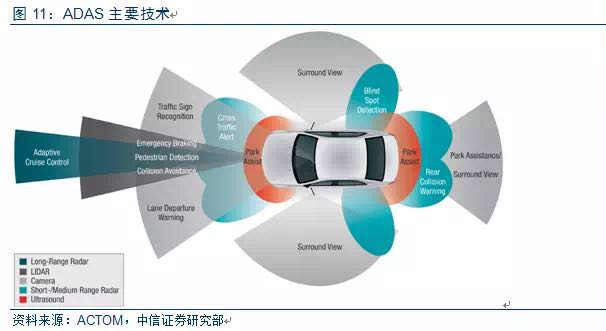 图 11：ADAS 主要技术
Surround View
Traffic Sign
Recognition
Cross
Traffic
Alert
Blind
Spot
Detection
Adaptive
Cruise Control
Emergency Braking
Pedestrian Detection
Collision Avoidance
Park
Assist
Park
Assist
Park Assistance/
Surround View
Rear
Collision
Warning
Lane Departure
Warning
Surround View
Long-Range Radar
LIDAR
Camera
Short-/Medium Range Radar
Ultrasound
资料来源：ACTOM，中信证券研究部